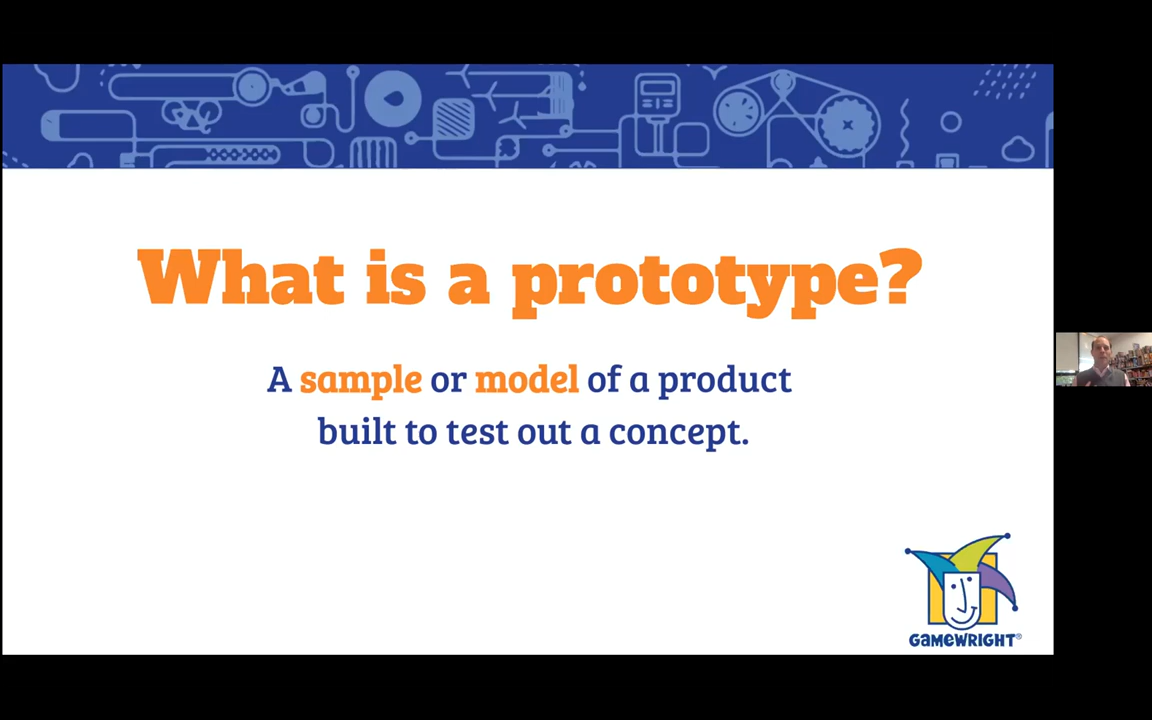 What is a prototype?
A sample or model of a product
built to test out a concept.
GAMEWRIGHT®